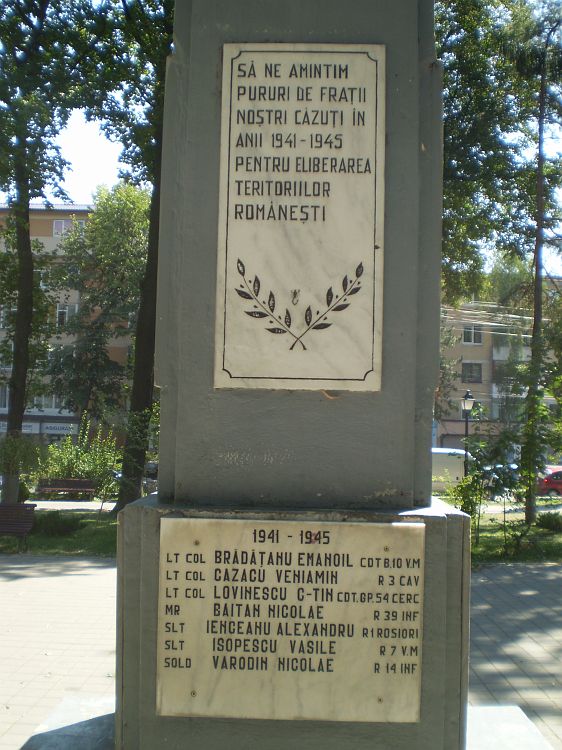 SĂ NE AMINTIM
PURURI DE FRAȚII
NOȘTRI CĂZUȚI ÎN
ANII 1941-1945
PENTRU ELIBERAREA
TERITORIILOR
ROMÂNEȘTI
1941 - 1945
LT COL BRĂDĂȚANU EMANOIL CDT.B.10 V.M
LT COL CAZACU VENIAMIN R 3 CAV
LT COL LOVINESCU C-TIN CDT.GP.54 CERC
MR BAITAN NICOLAE R 39 INF
SLT IENCEANU ALEXANDRU R 1 ROSIORI
SLT ISOPESCU VASILE R 7 V.M
SOLD VARODIN NICOLAE R 14 INF